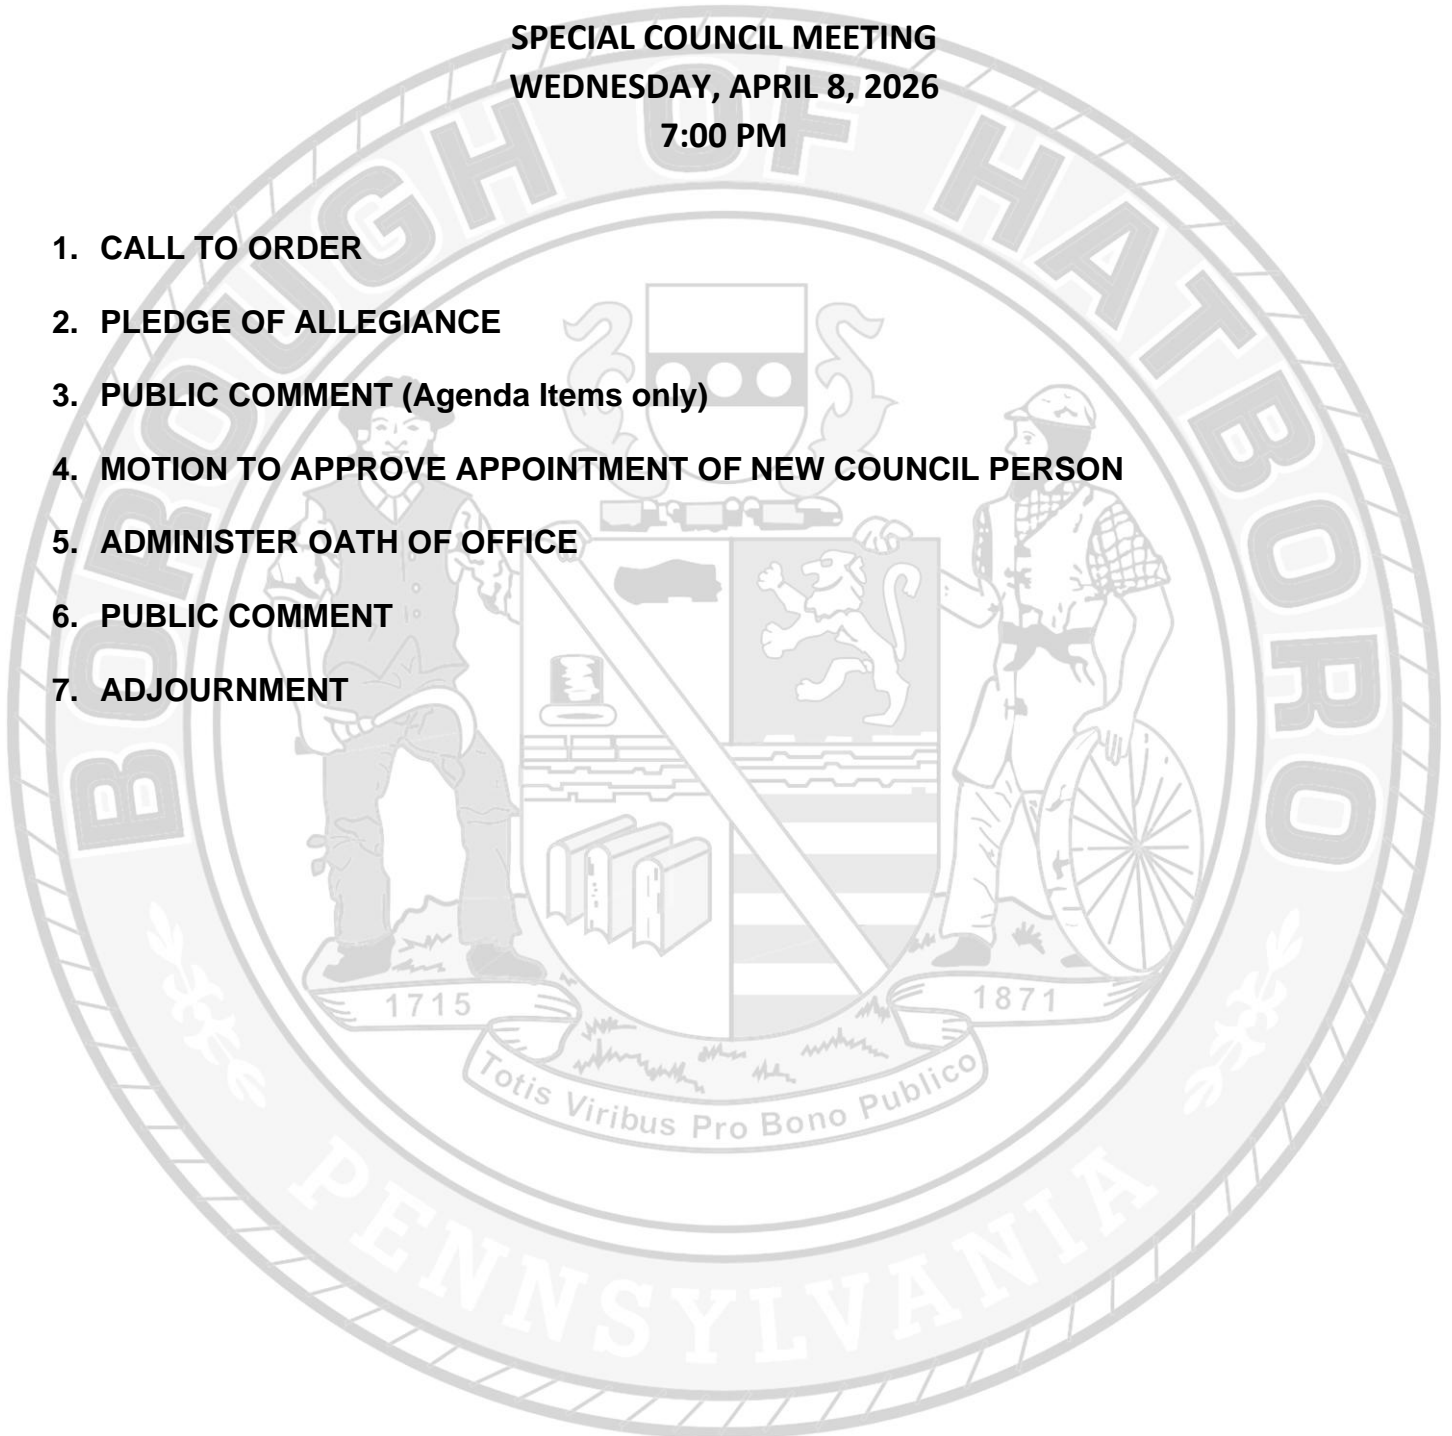 SPECIAL COUNCIL MEETING
WEDNESDAY, APRIL 8, 2026
7:00 PM
1. CALL TO ORDER
2. PLEDGE OF ALLEGIANCE
3. PUBLIC COMMENT (Agenda Items only)
4. MOTION TO APPROVE APPOINTMENT OF NEW COUNCIL PERSON
5. ADMINISTER OATH OF OFFICE
6. PUBLIC COMMENT
7. ADJOURNMENT
BOROUGH OF HATBORO
1715
1871
Totis Viribus Pro Bono Publico
PENNSYLVANIA